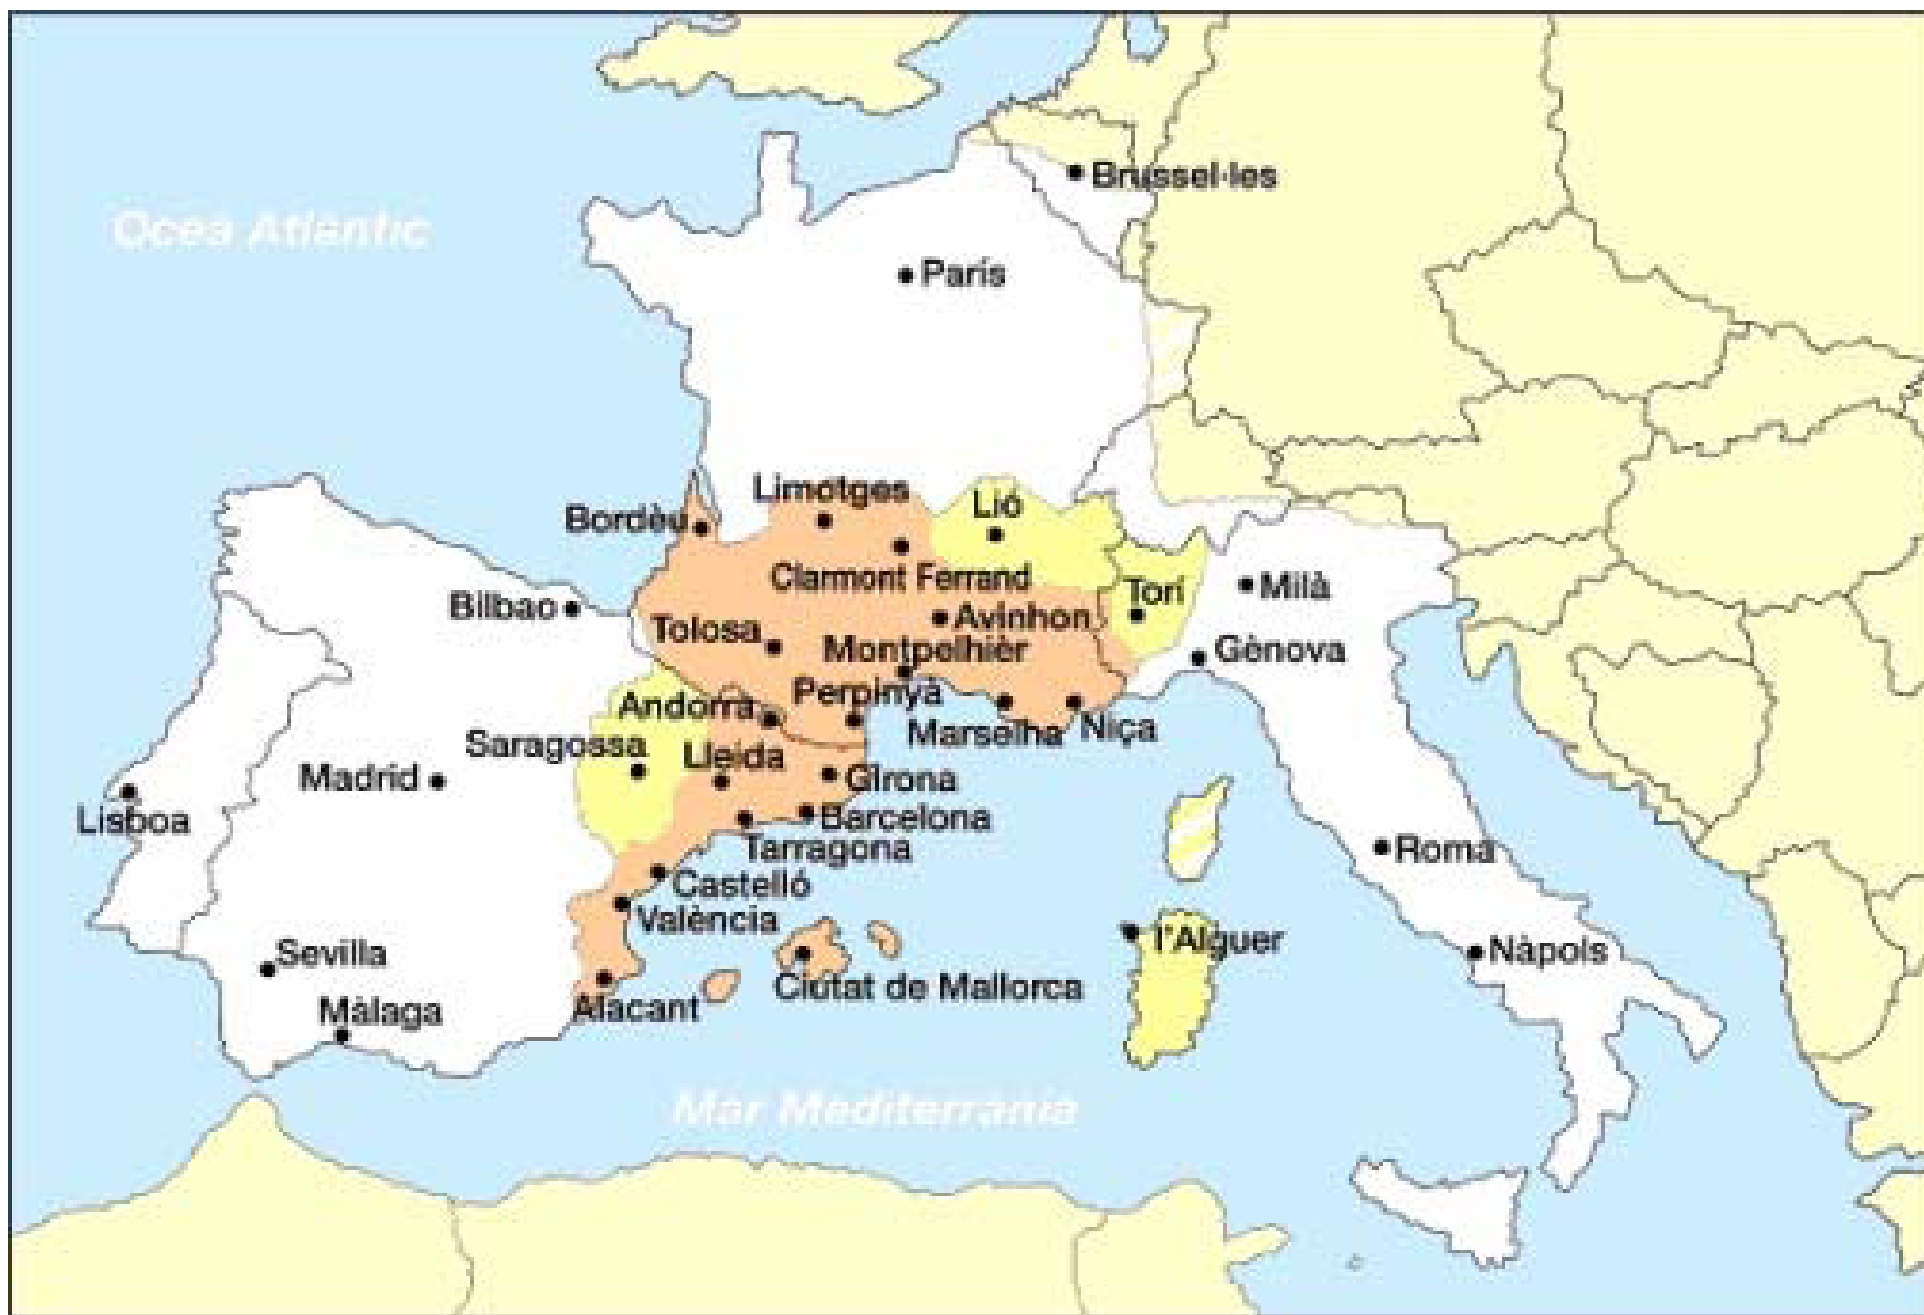 Brussel·les
Ocea Atlantic
París
Limotges
Lió
Bordèu
Clarmont Ferrand
Torí
Milà
Bilbao
Avinhon
Tolosa
Montpelhièr
Gènova
Perpinyà
Andorra
Marselha
Niça
Saragossa
Lleida
Madrid
Girona
Lisboa
Barcelona
Tarragona
Roma
Castelló
València
l'Alguer
Sevilla
Nàpols
Ciutat de Mallorca
Alacant
Màlaga
Mar Mediterrània